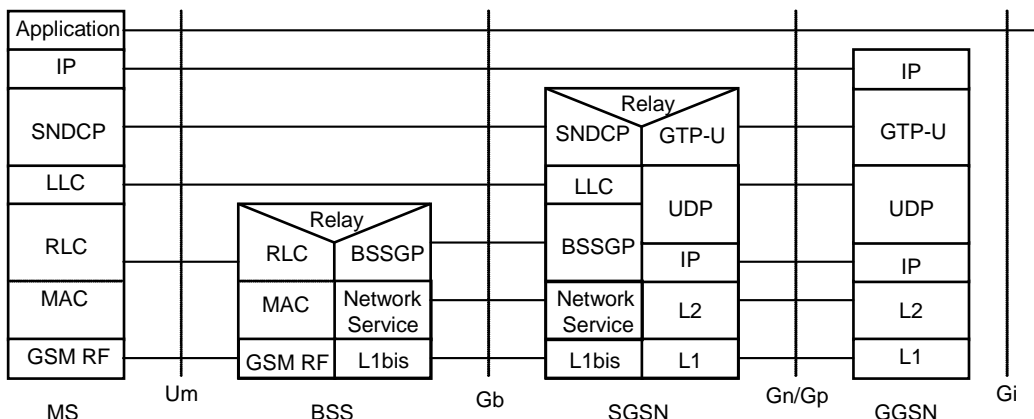 Application
IP
SNDCP
LLC
RLC
MAC
GSM RF
MS
Um
Relay
RLC
BSSGP
MAC
Network
Service
GSM RF
L1bis
BSS
Gb
Relay
SNDCP
GTP-U
LLC
UDP
BSSGP
IP
Network
Service
L2
L1bis
L1
SGSN
Gn/Gp
IP
GTP-U
UDP
IP
L2
L1
GGSN
Gi